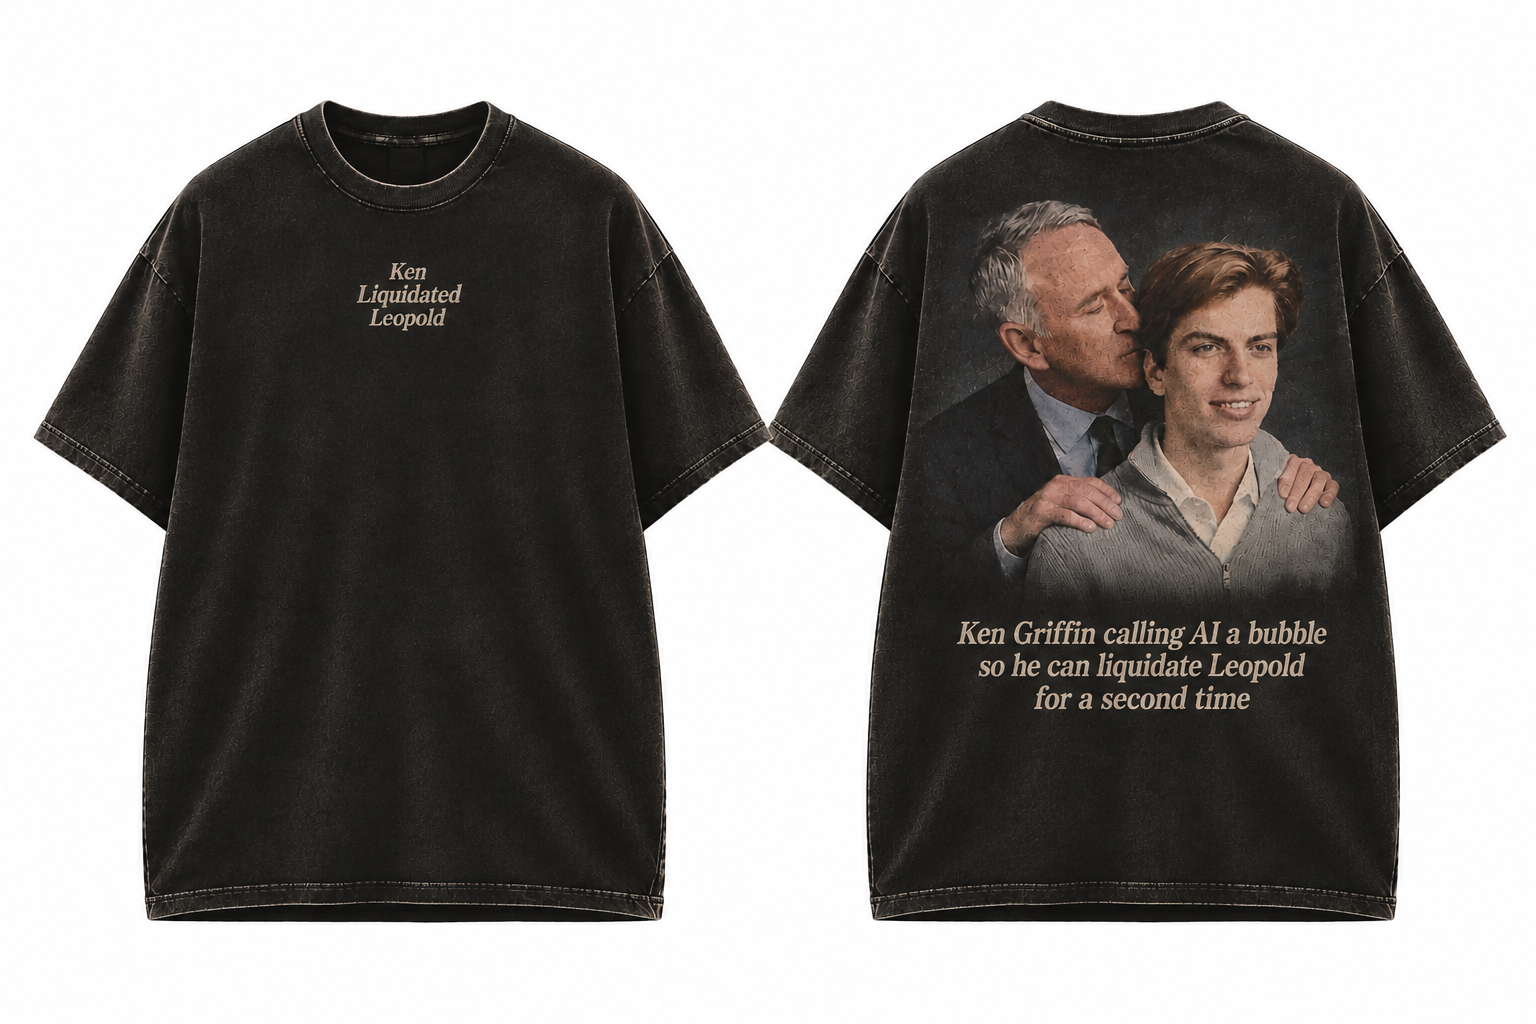 Ken
Liquidated
Leopold
Ken Griffin calling AI a bubble
so he can liquidate Leopold
for a second time